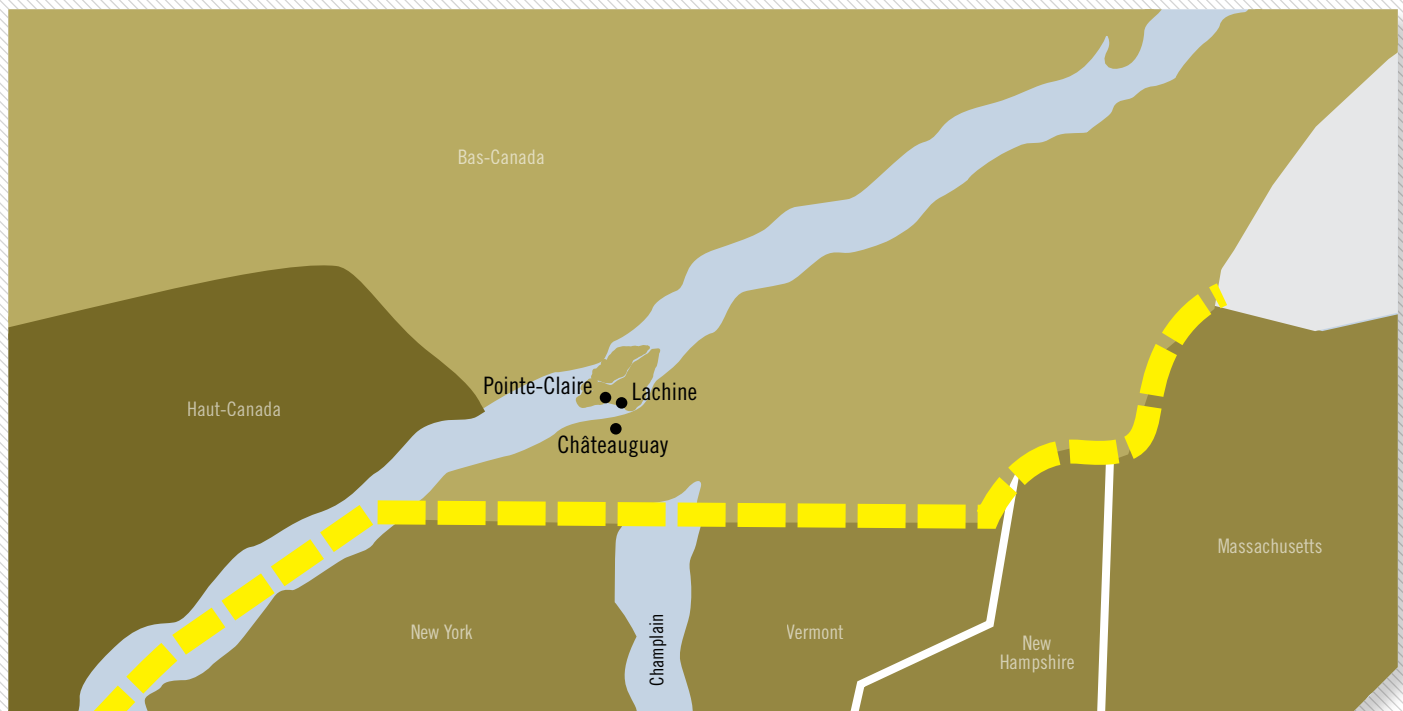 Bas-Canada
Pointe-Claire
Lachine
Haut-Canada
Châteauguay
Massachusetts
New York
Champlain
Vermont
New
Hampshire